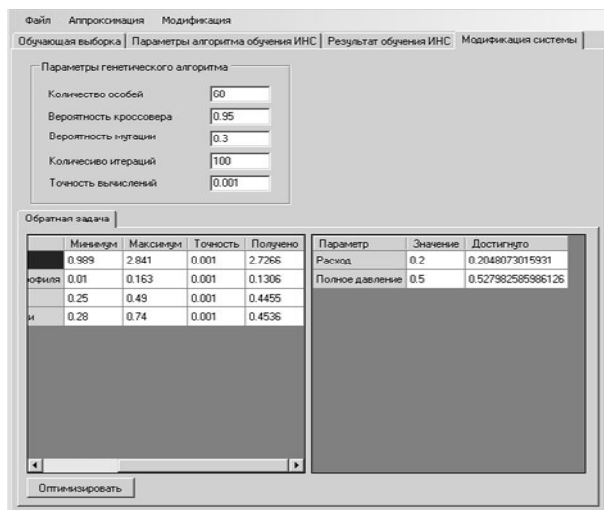 Файл Аппроксимация Модификация
Обучающая выборка Параметры алгоритма обучения ИНС Результат обучения ИНС Модификация системы
Параметры генетического алгоритма
Количество особей 60
Вероятность кроссовера 0.95
Вероятность мутации 0.3
Количесиво итераций 100
Точность вычислений 0.001
Обратная задача
Минимум Максимум Точность Получено
0.989 2.841 0.001 2.7266
офиля 0.01 0.163 0.001 0.1306
0.25 0.49 0.001 0.4455
и 0.28 0.74 0.001 0.4536
Параметр Значение Достигнуто
Расход 0.2 0.2048073015931
Полное давление 0.5 0.527982585986126
Оптимизировать